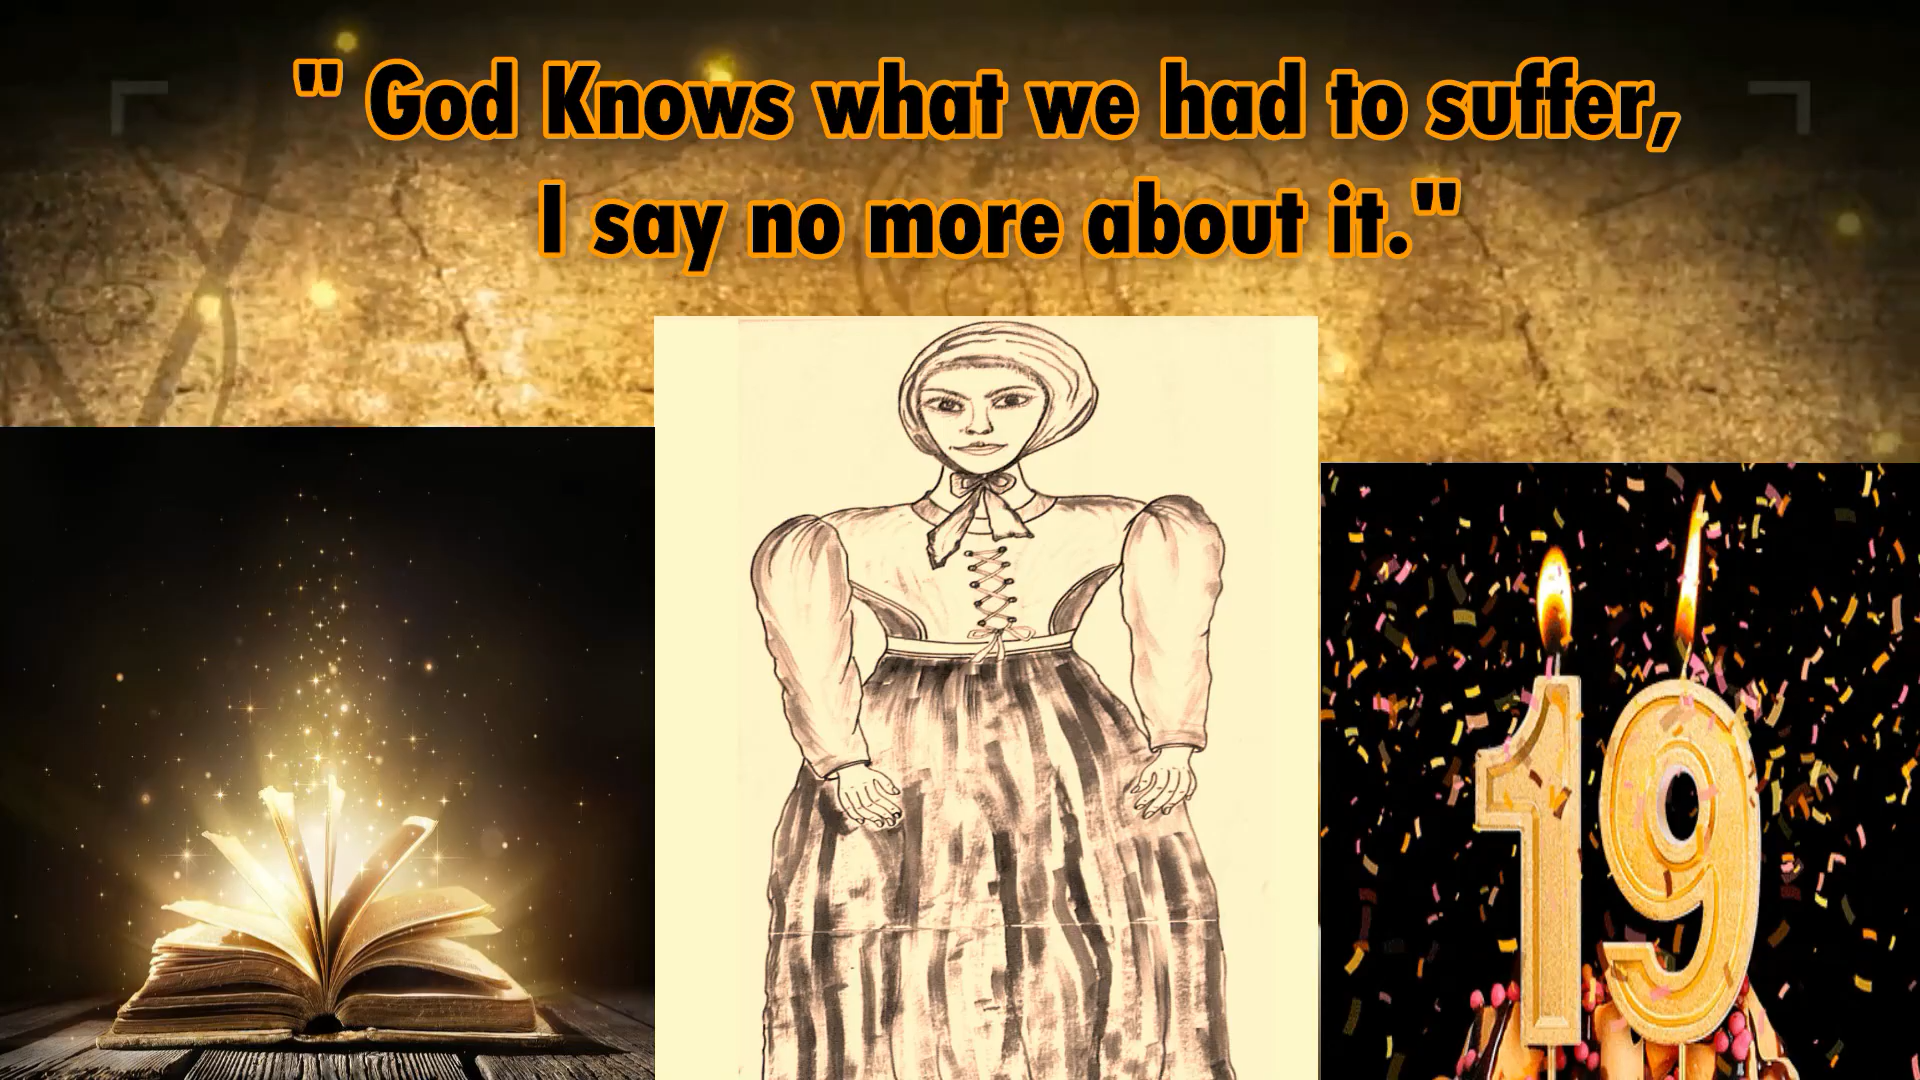 " God Knows what we had to suffer,
I say no more about it."
19